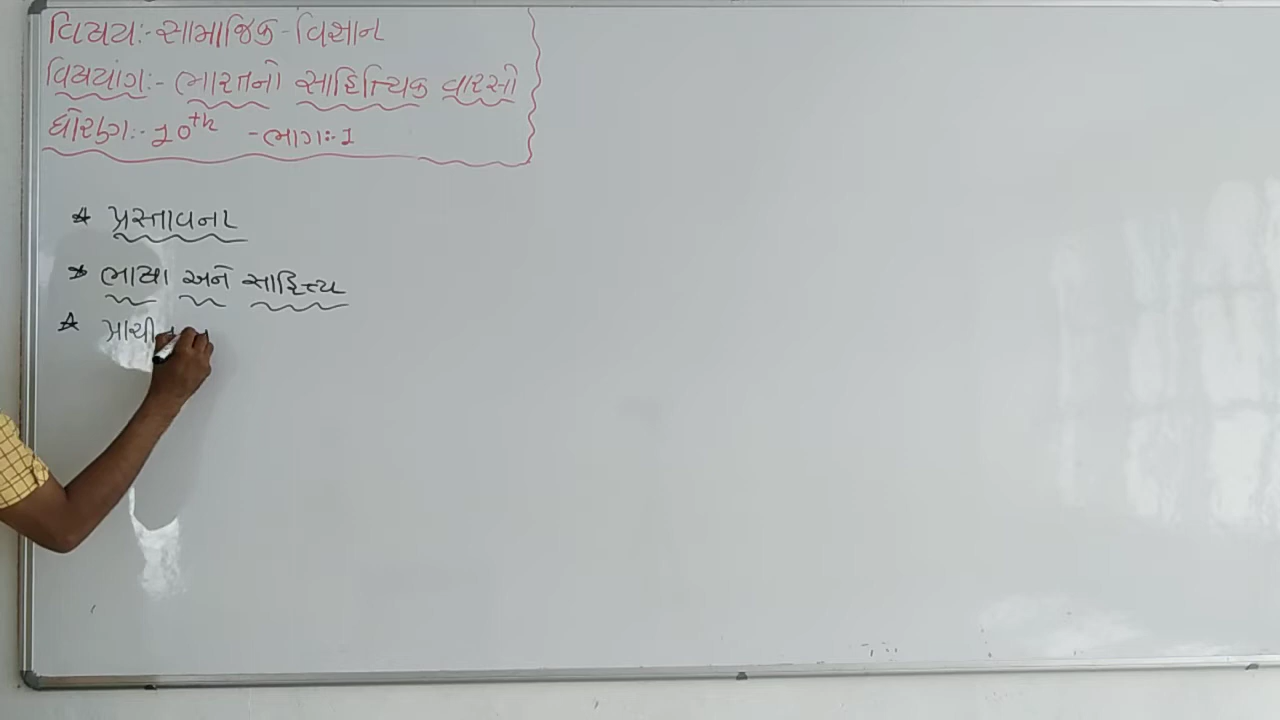 વિષય:- સામાજિક - વિજ્ઞાન
વિષયાંગ:- ભારતનો સાહિત્યિક વારસો
ધોરણ:- 10th - ભાગ:- 1
* પ્રસ્તાવના
* ભાષા અને સાહિત્ય